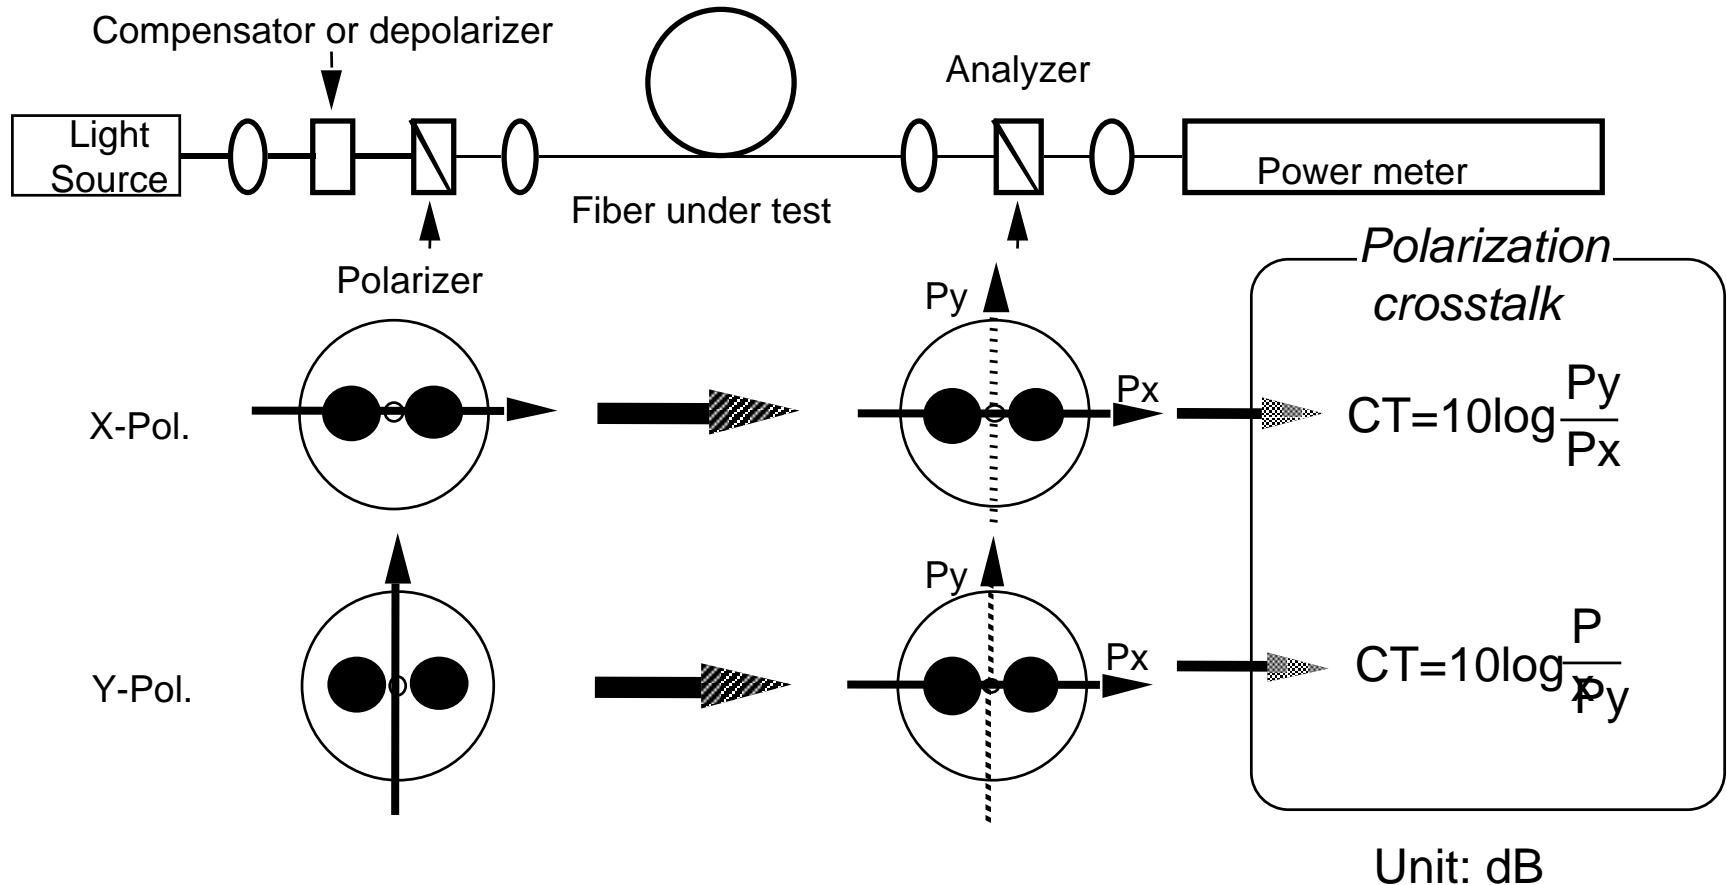 Compensator or depolarizer
Analyzer
Light
Source
Power meter
Fiber under test
Polarizer
Polarization
crosstalk
Py
Px
X-Pol.
CT=10log Py
Px
Py
Px
Y-Pol.
CT=10log P
x
Py
Unit: dB